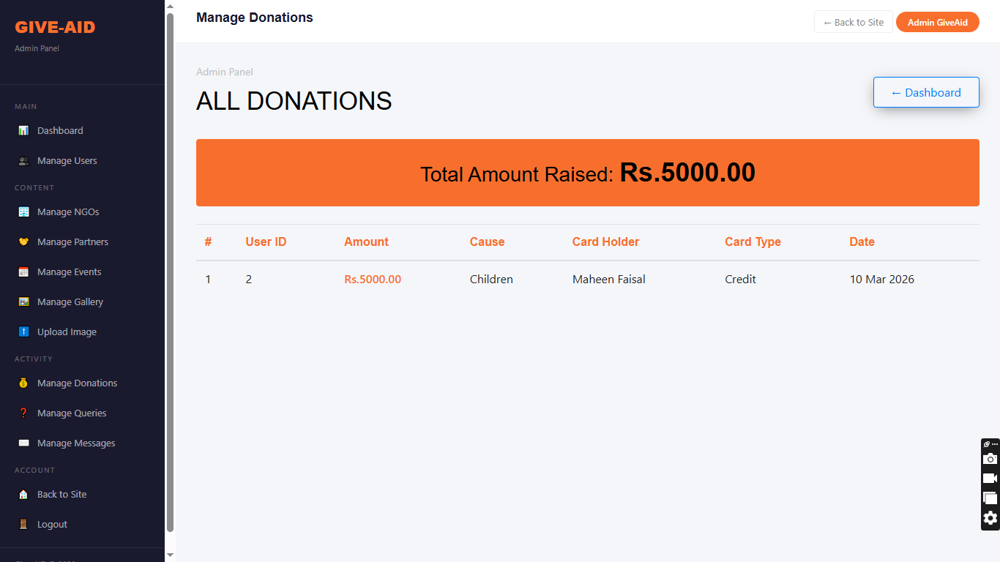 GIVE-AID
Admin Panel
MAIN
Dashboard
Manage Users
CONTENT
Manage NGOs
Manage Partners
Manage Events
Manage Gallery
Upload Image
ACTIVITY
Manage Donations
Manage Queries
Manage Messages
ACCOUNT
Back to Site
Logout
Manage Donations
← Back to Site
Admin GiveAid
Admin Panel
ALL DONATIONS
← Dashboard
Total Amount Raised: Rs.5000.00
# User ID Amount Cause Card Holder Card Type Date
1 2 Rs.5000.00 Children Maheen Faisal Credit 10 Mar 2026